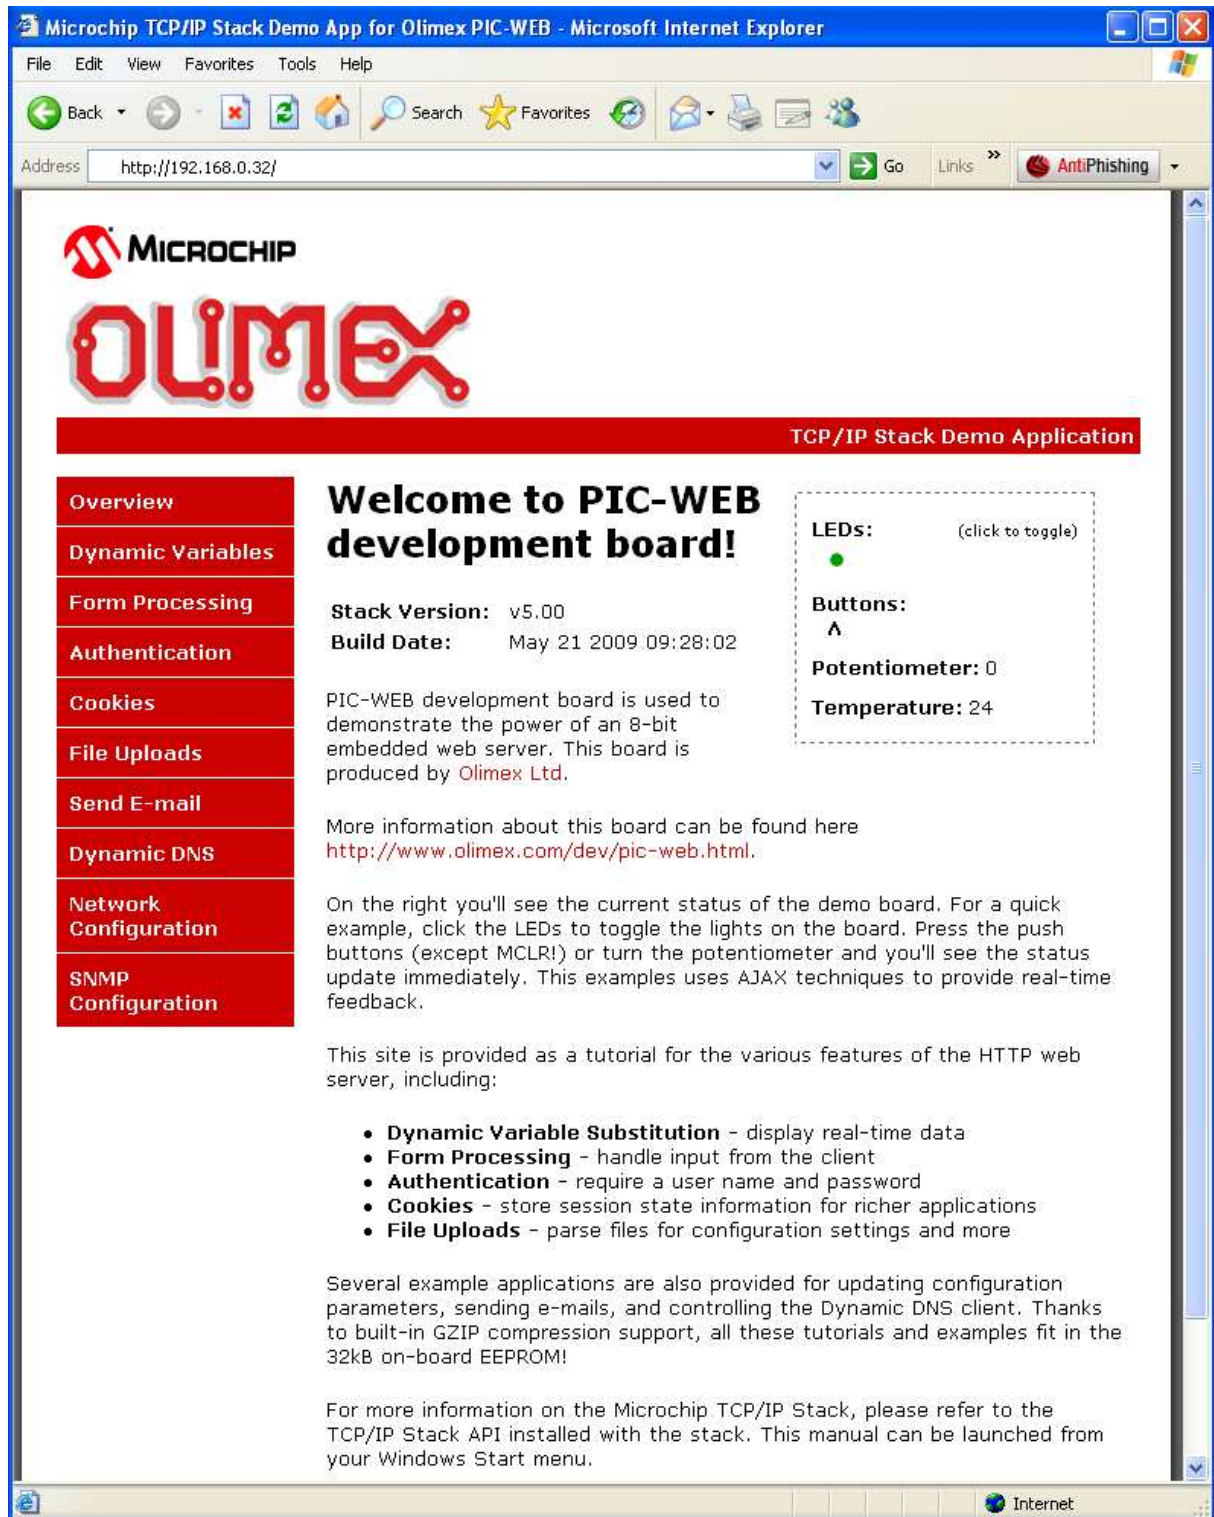 Microchip TCP/IP Stack Demo App for Olimex PIC-WEB - Microsoft Internet Explorer
File Edit View Favorites Tools Help
Back Search Favorites
Address http://192.168.0.32/ Go Links » AntiPhishing
MICROCHIP
OLIMEX
TCP/IP Stack Demo Application
Overview
Dynamic Variables
Form Processing
Authentication
Cookies
File Uploads
Send E-mail
Dynamic DNS
Network
Configuration
SNMP
Configuration
Welcome to PIC-WEB
development board!
Stack Version: v5.00
Build Date: May 21 2009 09:28:02
LEDs: (click to toggle)
Buttons:
Λ
Potentiometer: 0
Temperature: 24
PIC-WEB development board is used to
demonstrate the power of an 8-bit
embedded web server. This board is
produced by Olimex Ltd.
More information about this board can be found here
http://www.olimex.com/dev/pic-web.html.
On the right you'll see the current status of the demo board. For a quick
example, click the LEDs to toggle the lights on the board. Press the push
buttons (except MCLR!) or turn the potentiometer and you'll see the status
update immediately. This examples uses AJAX techniques to provide real-time
feedback.
This site is provided as a tutorial for the various features of the HTTP web
server, including:
• Dynamic Variable Substitution - display real-time data
• Form Processing - handle input from the client
• Authentication - require a user name and password
• Cookies - store session state information for richer applications
• File Uploads - parse files for configuration settings and more
Several example applications are also provided for updating configuration
parameters, sending e-mails, and controlling the Dynamic DNS client. Thanks
to built-in GZIP compression support, all these tutorials and examples fit in the
32kB on-board EEPROM!
For more information on the Microchip TCP/IP Stack, please refer to the
TCP/IP Stack API installed with the stack. This manual can be launched from
your Windows Start menu.
Internet